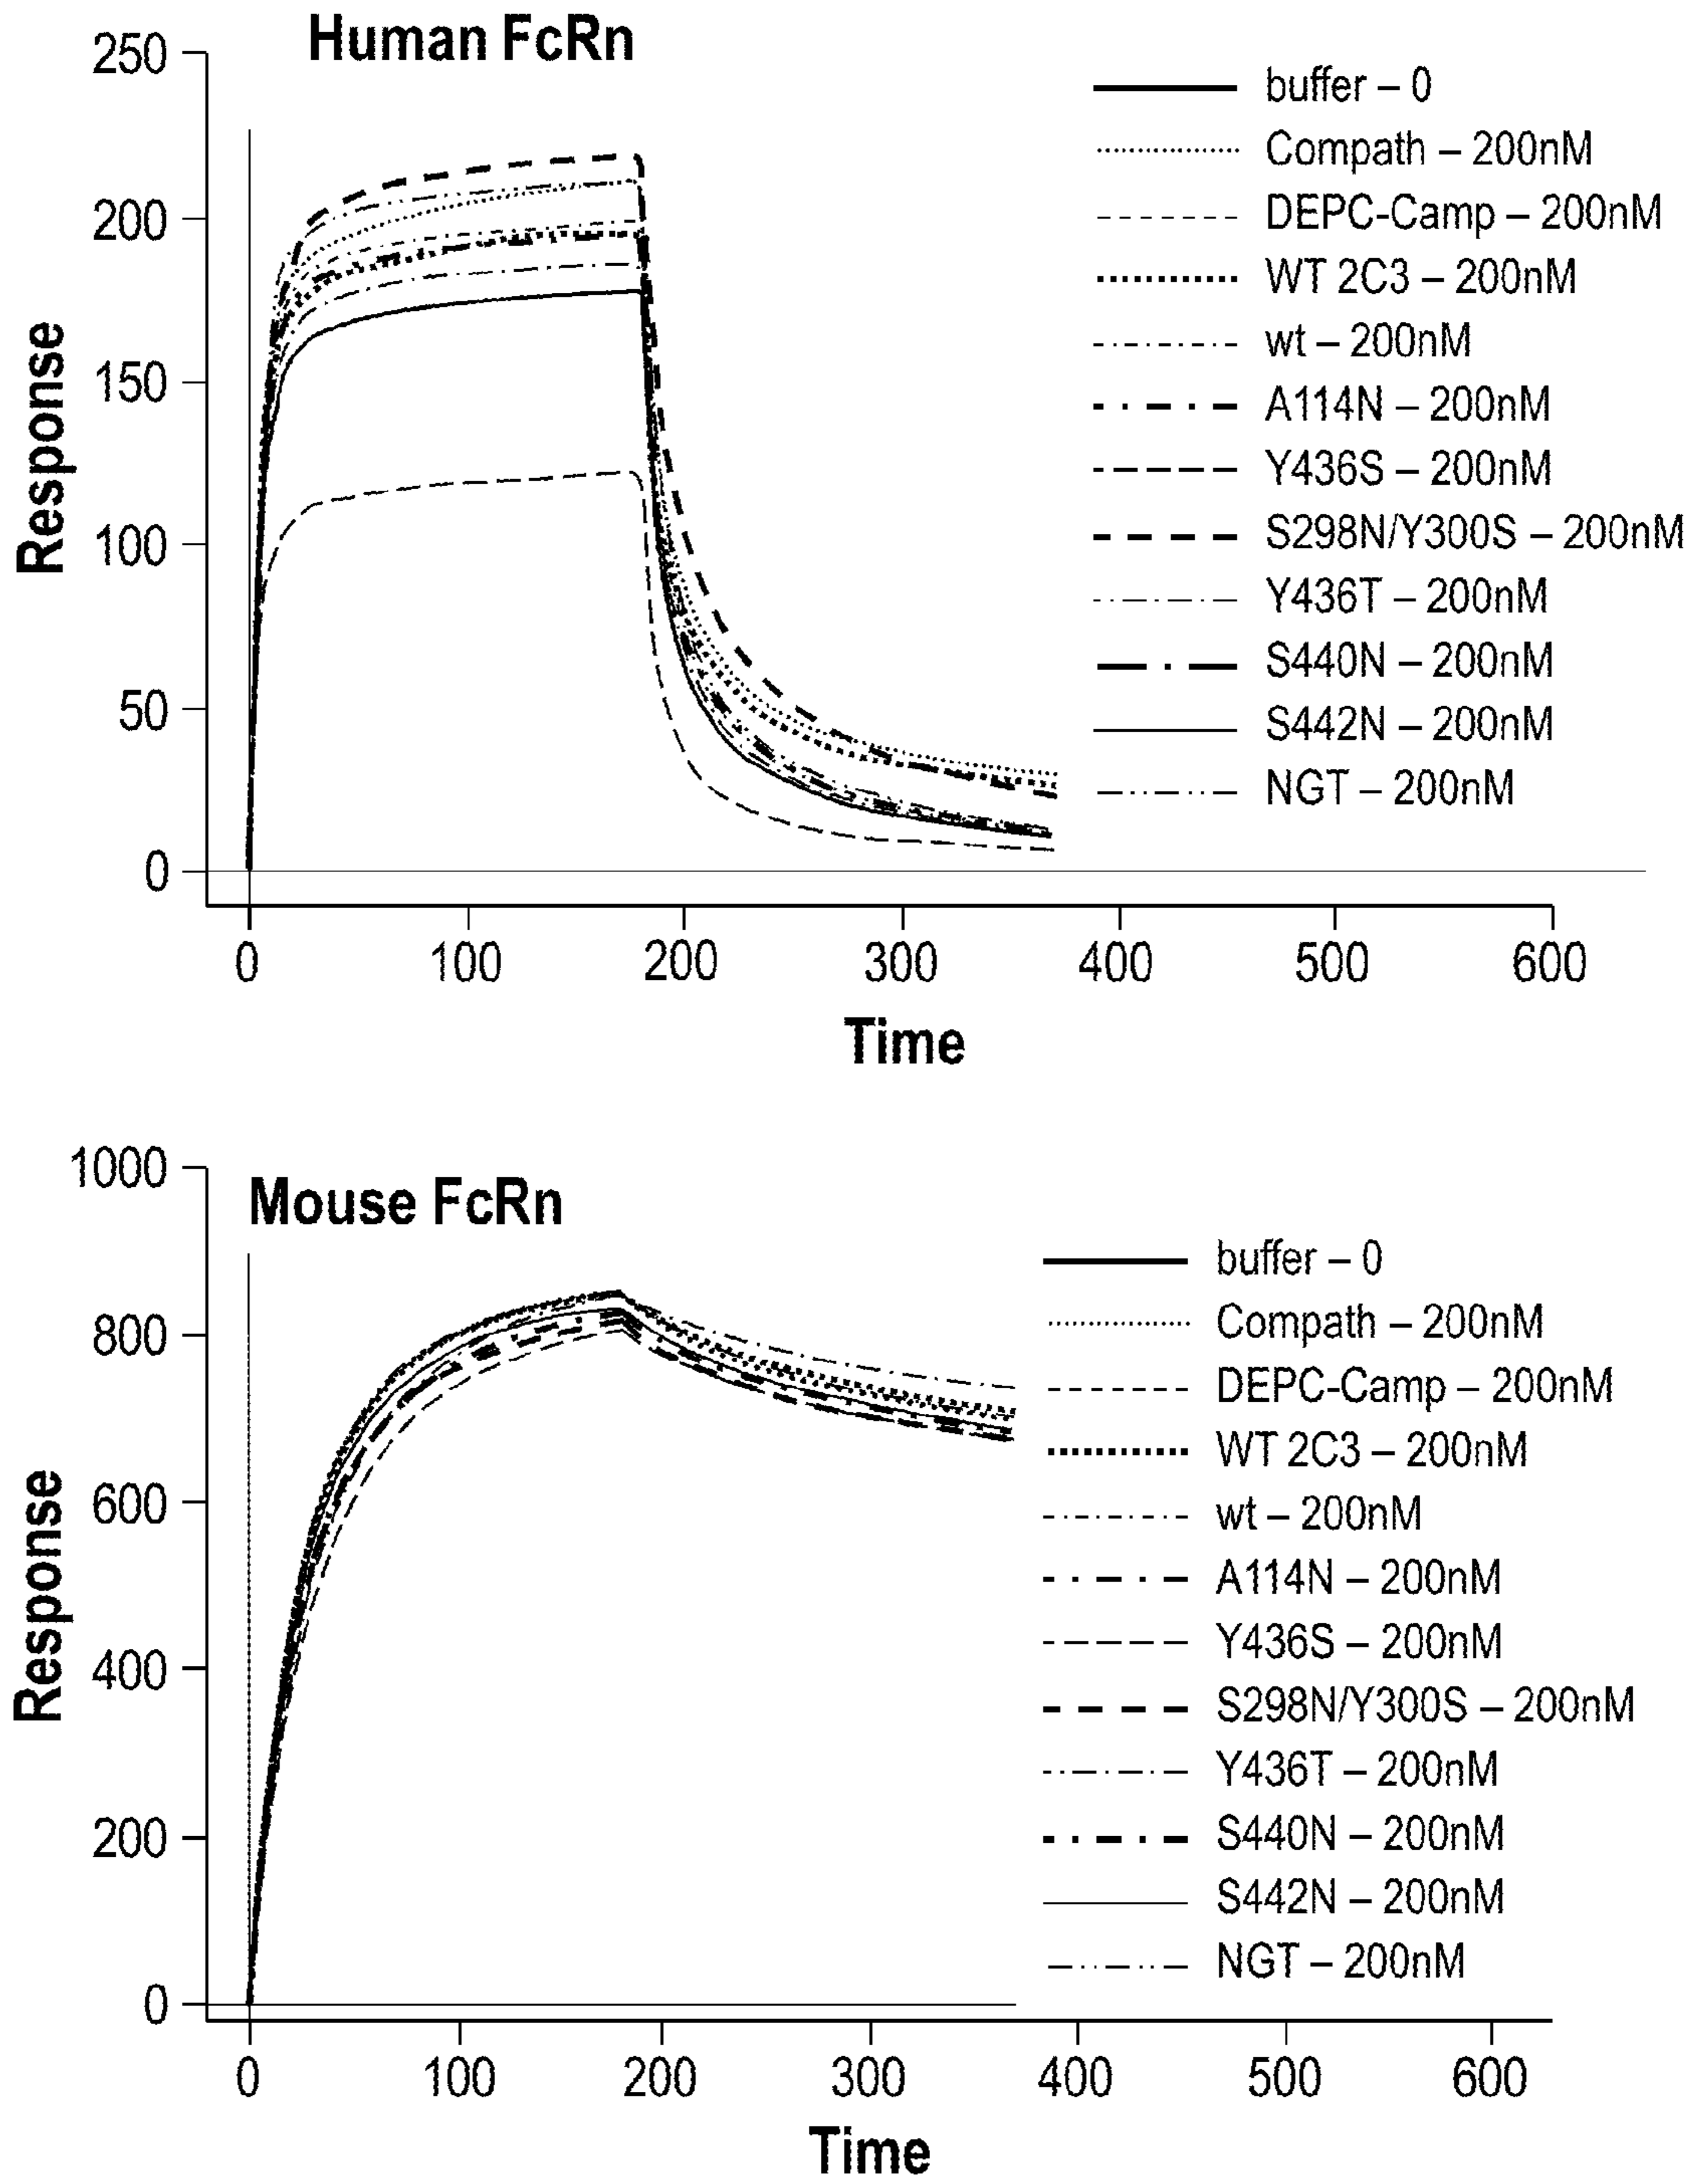 Human FcRn
250
200
150
100
50
0
Response
0 100 200 300 400 500 600
Time
buffer – 0
Compath – 200nM
DEPC-Camp – 200nM
WT 2C3 – 200nM
wt – 200nM
A114N – 200nM
Y436S – 200nM
S298N/Y300S – 200nM
Y436T – 200nM
S440N – 200nM
S442N – 200nM
NGT – 200nM
Mouse FcRn
1000
800
600
400
200
0
Response
0 100 200 300 400 500 600
Time
buffer – 0
Compath – 200nM
DEPC-Camp – 200nM
WT 2C3 – 200nM
wt – 200nM
A114N – 200nM
Y436S – 200nM
S298N/Y300S – 200nM
Y436T – 200nM
S440N – 200nM
S442N – 200nM
NGT – 200nM